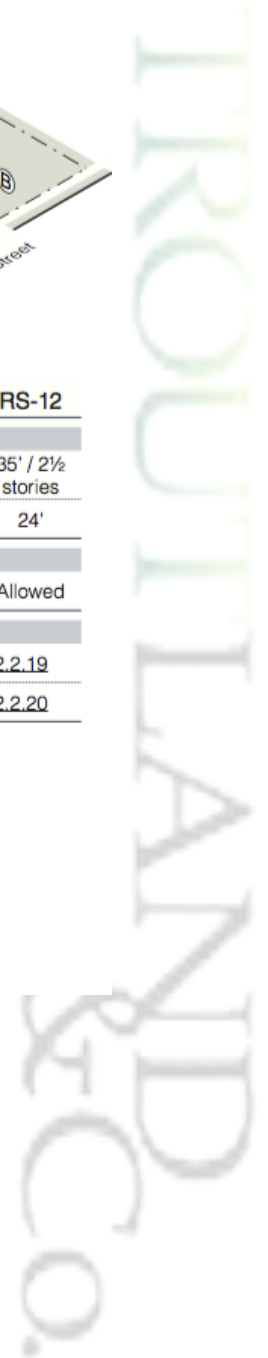 B
Street
RS-12
35' / 2½
stories
24'
Allowed
2.2.19
2.2.20
TROUTLAND
& Co.